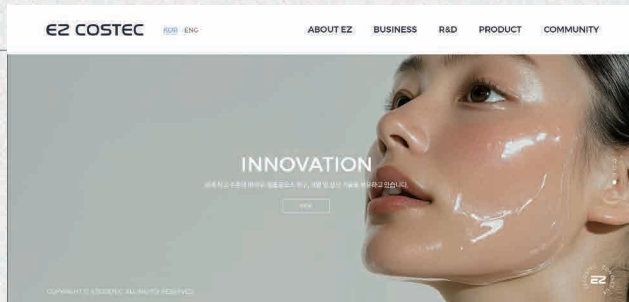 EZ COSTEC KOR ENG ABOUT EZ BUSINESS R&D PRODUCT COMMUNITY
INNOVATION
VIEW
COPYRIGHT © EZCOSTEC. ALL RIGHTS RESERVED.
EZ